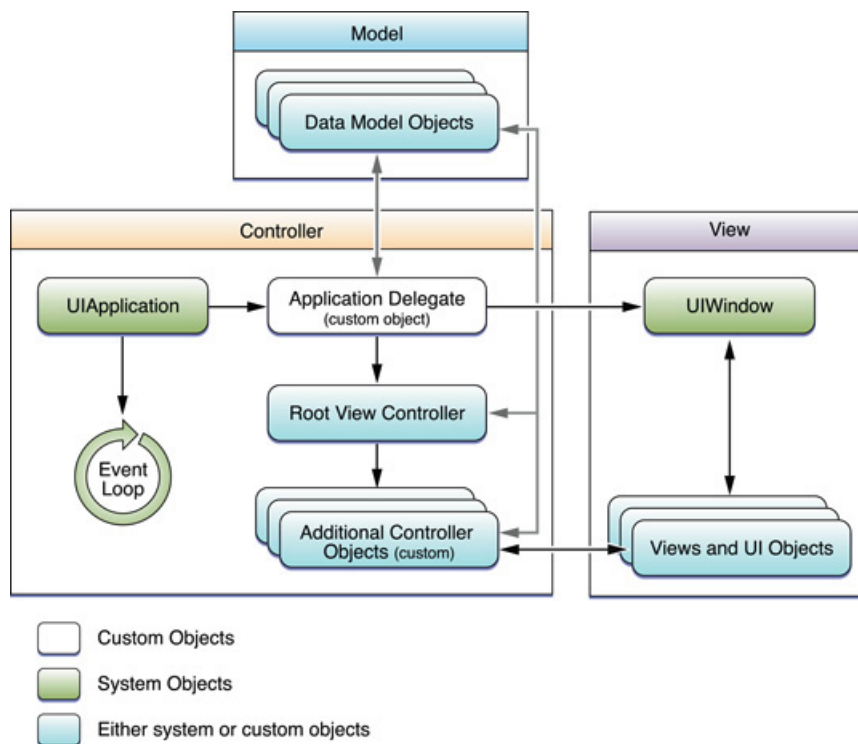 Model
Data Model Objects
Controller
View
UIApplication
Application Delegate
(custom object)
UIWindow
Root View Controller
Event
Loop
Additional Controller
Objects (custom)
Views and UI Objects
Custom Objects
System Objects
Either system or custom objects